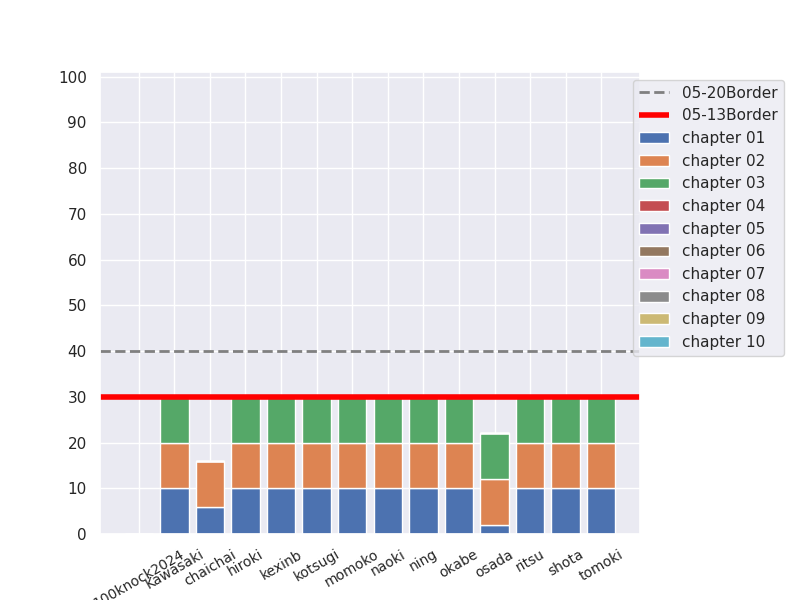 100
90
80
70
60
50
40
30
20
10
0
05-20Border
05-13Border
chapter 01
chapter 02
chapter 03
chapter 04
chapter 05
chapter 06
chapter 07
chapter 08
chapter 09
chapter 10
100knock2024
kawasaki
chaichai
hiroki
kexinb
kotsugi
momoko
naoki
ning
okabe
osada
ritsu
shota
tomoki